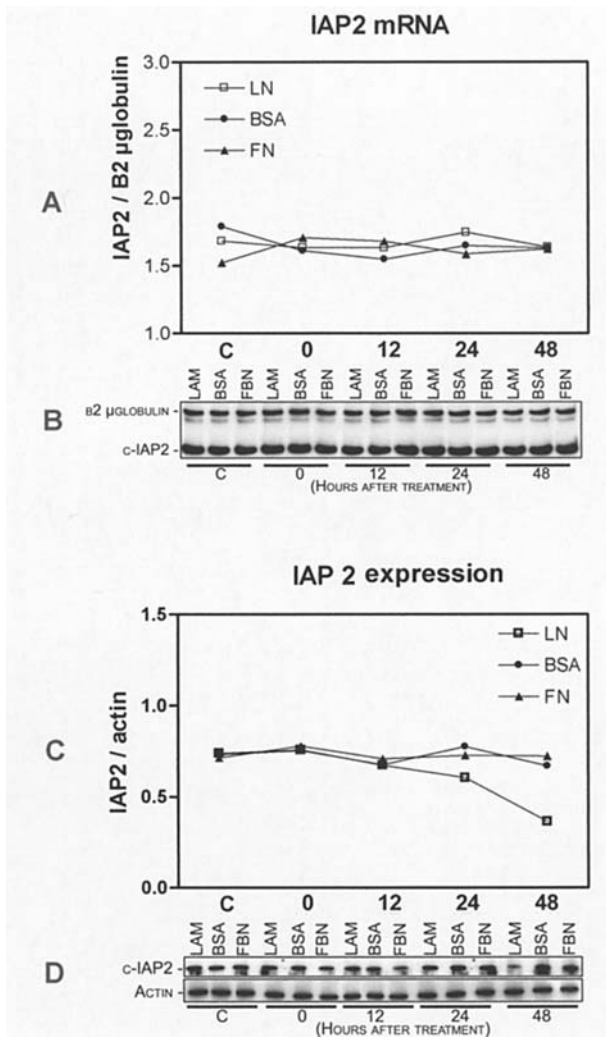 IAP2 mRNA
3.0
2.5
2.0
1.5
1.0
IAP2 / B2 µglobulin
LN
BSA
FN
A
C 0 12 24 48
LAM BSA FBN LAM BSA FBN LAM BSA FBN LAM BSA FBN LAM BSA FBN
B
B2 µGLOBULIN
c-IAP2
C 0 12 24 48
(HOURS AFTER TREATMENT)
IAP 2 expression
1.5
1.0
0.5
0.0
IAP2 / actin
LN
BSA
FN
C
C 0 12 24 48
LAM BSA FBN LAM BSA FBN LAM BSA FBN LAM BSA FBN LAM BSA FBN
D
c-IAP2
ACTIN
C 0 12 24 48
(HOURS AFTER TREATMENT)